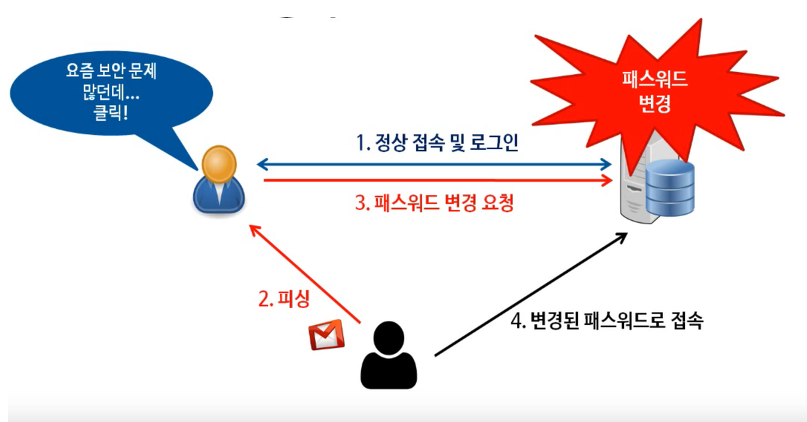 요즘 보안 문제
많던데...
클릭!
패스워드
변경
1. 정상 접속 및 로그인
3. 패스워드 변경 요청
2. 피싱
4. 변경된 패스워드로 접속